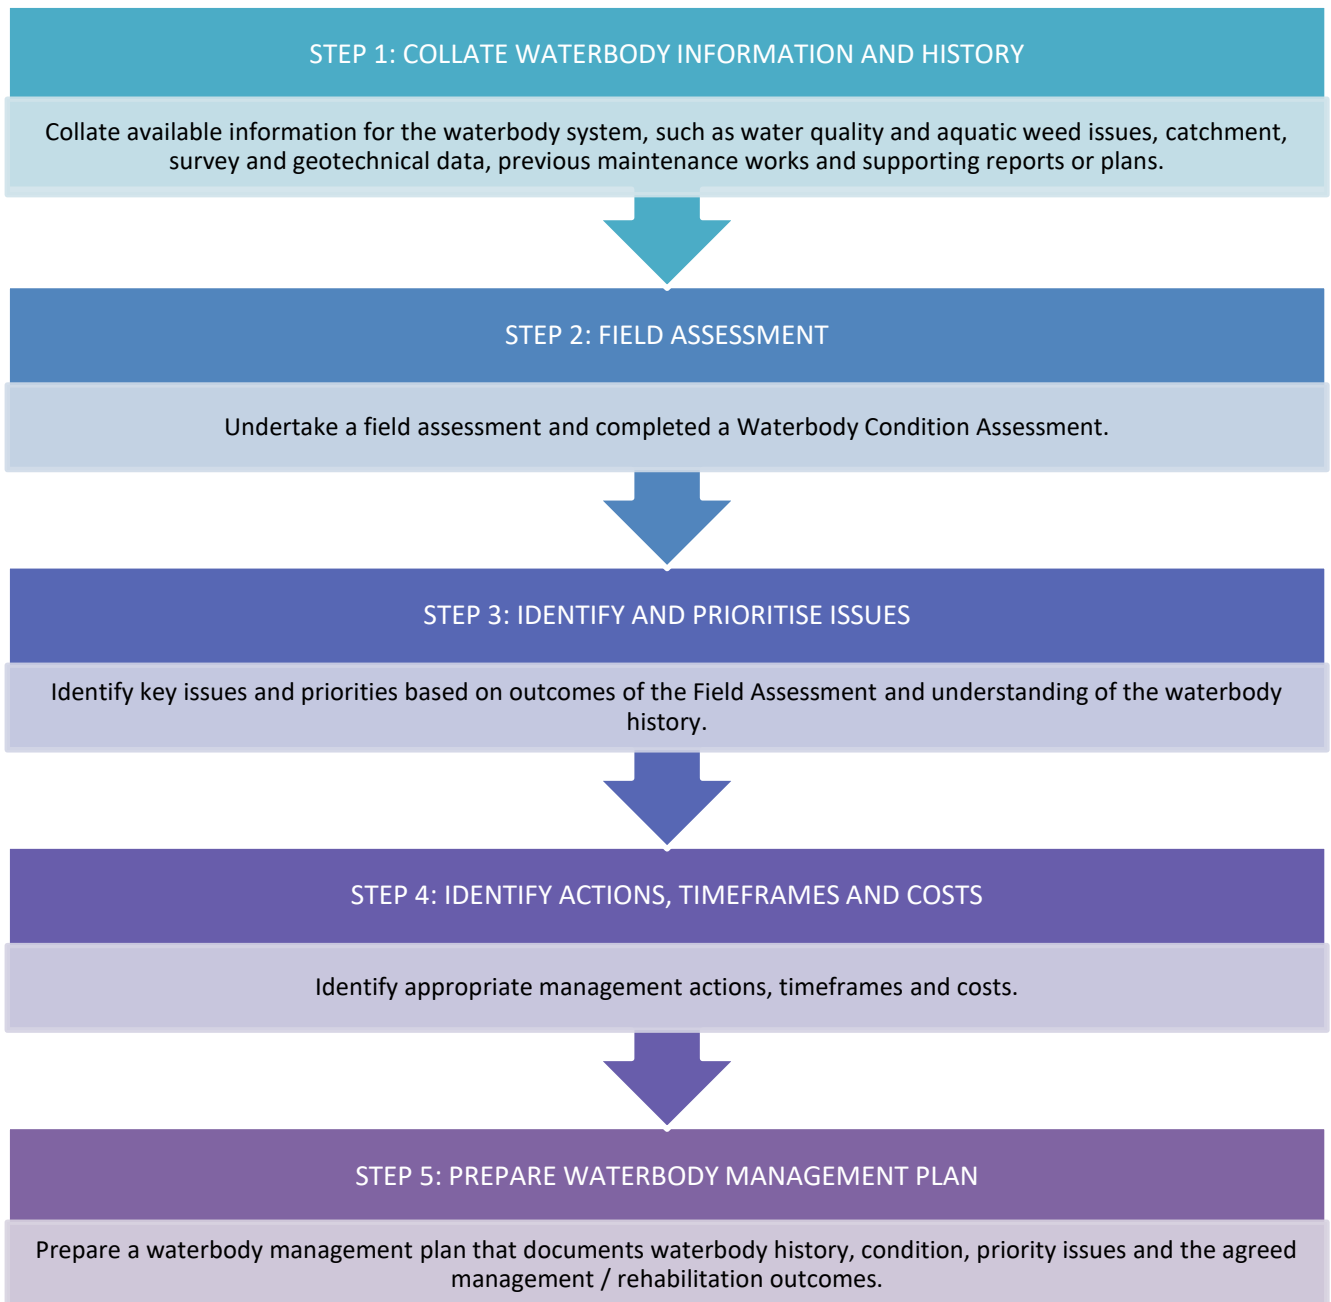 STEP 1: COLLATE WATERBODY INFORMATION AND HISTORY
Collate available information for the waterbody system, such as water quality and aquatic weed issues, catchment,
survey and geotechnical data, previous maintenance works and supporting reports or plans.
STEP 2: FIELD ASSESSMENT
Undertake a field assessment and completed a Waterbody Condition Assessment.
STEP 3: IDENTIFY AND PRIORITISE ISSUES
Identify key issues and priorities based on outcomes of the Field Assessment and understanding of the waterbody
history.
STEP 4: IDENTIFY ACTIONS, TIMEFRAMES AND COSTS
Identify appropriate management actions, timeframes and costs.
STEP 5: PREPARE WATERBODY MANAGEMENT PLAN
Prepare a waterbody management plan that documents waterbody history, condition, priority issues and the agreed
management / rehabilitation outcomes.